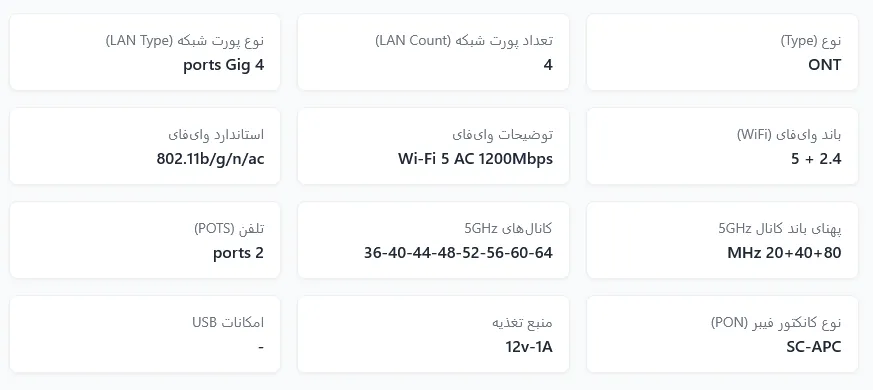 نوع (Type)
ONT
تعداد پورت شبکه (LAN Count)
4
نوع پورت شبکه (LAN Type)
4 ports Gig
باند وای‌فای (WiFi)
2.4 + 5
توضیحات وای‌فای
Wi-Fi 5 AC 1200Mbps
استاندارد وای‌فای
802.11b/g/n/ac
پهنای باند کانال 5GHz
20+40+80 MHz
کانال‌های 5GHz
36-40-44-48-52-56-60-64
تلفن (POTS)
2 ports
نوع کانکتور فیبر (PON)
SC-APC
منبع تغذیه
12v-1A
امکانات USB
-